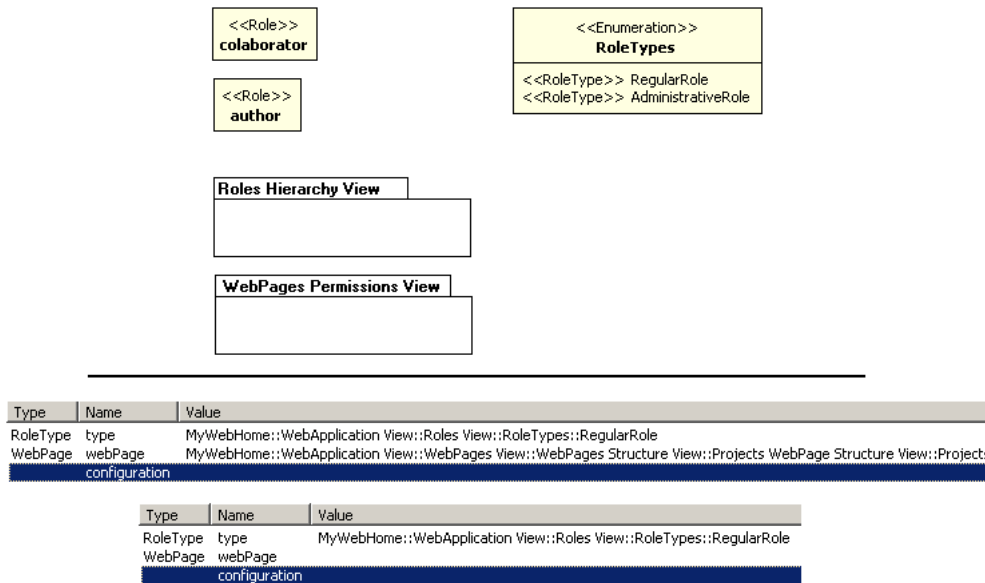 <<Role>>
colaborator
<<Enumeration>>
RoleTypes
<<RoleType>> RegularRole
<<RoleType>> AdministrativeRole
<<Role>>
author
Roles Hierarchy View
WebPages Permissions View
Type Name Value
RoleType type MyWebHome::WebApplication View::Roles View::RoleTypes::RegularRole
WebPage webPage MyWebHome::WebApplication View::WebPages View::WebPages Structure View::Projects WebPage Structure View::Projects
configuration
Type Name Value
RoleType type MyWebHome::WebApplication View::Roles View::RoleTypes::RegularRole
WebPage webPage
configuration